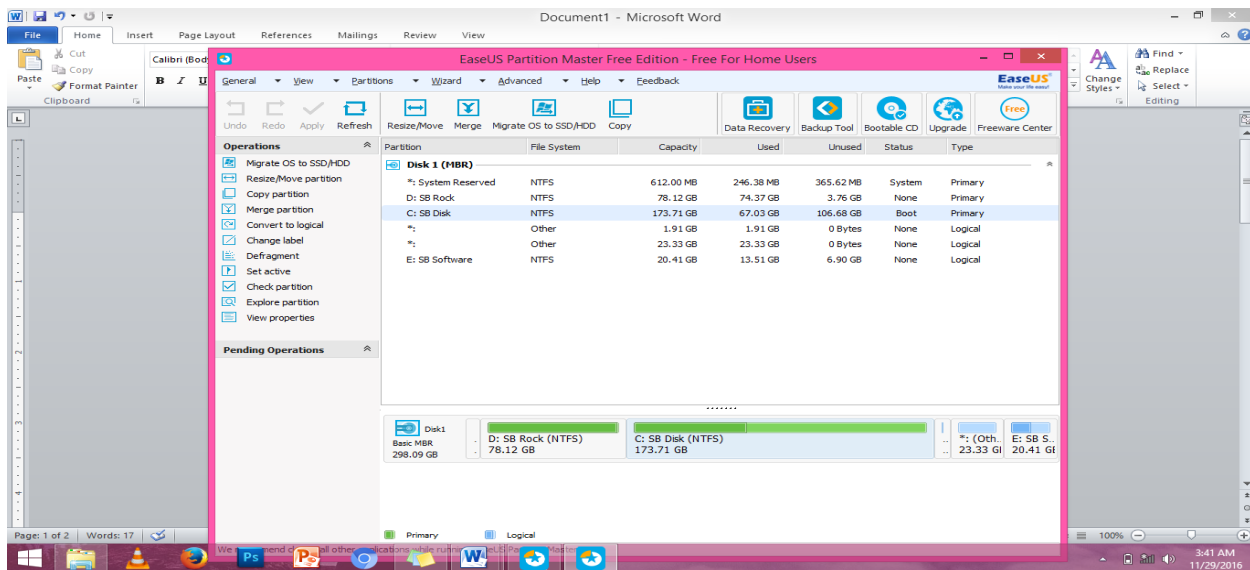 Document1 - Microsoft Word
File Home Insert Page Layout References Mailings Review View
Paste
Cut
Copy
Format Painter
Clipboard
Calibri (Body
B I U
Change Styles
Find
Replace
Select
Editing
EaseUS Partition Master Free Edition - Free For Home Users
General View Partitions Wizard Advanced Help Feedback
EaseUS
Make your life easy!
Undo Redo Apply Refresh Resize/Move Merge Migrate OS to SSD/HDD Copy Data Recovery Backup Tool Bootable CD Upgrade Free Freeware Center
Operations
Migrate OS to SSD/HDD
Resize/Move partition
Copy partition
Merge partition
Convert to logical
Change label
Defragment
Set active
Check partition
Explore partition
View properties
Pending Operations
Partition File System Capacity Used Unused Status Type
Disk 1 (MBR)
*: System Reserved NTFS 612.00 MB 246.38 MB 365.62 MB System Primary
D: SB Rock NTFS 78.12 GB 74.37 GB 3.76 GB None Primary
C: SB Disk NTFS 173.71 GB 67.03 GB 106.68 GB Boot Primary
*: Other 1.91 GB 1.91 GB 0 Bytes None Logical
*: Other 23.33 GB 23.33 GB 0 Bytes None Logical
E: SB Software NTFS 20.41 GB 13.51 GB 6.90 GB None Logical
Disk1
Basic MBR
298.09 GB
D: SB Rock (NTFS)
78.12 GB
C: SB Disk (NTFS)
173.71 GB
*: (Oth..
23.33 GI
E: SB S..
20.41 GE
Primary Logical
Page: 1 of 2 Words: 17
100%
3:41 AM
11/29/2016